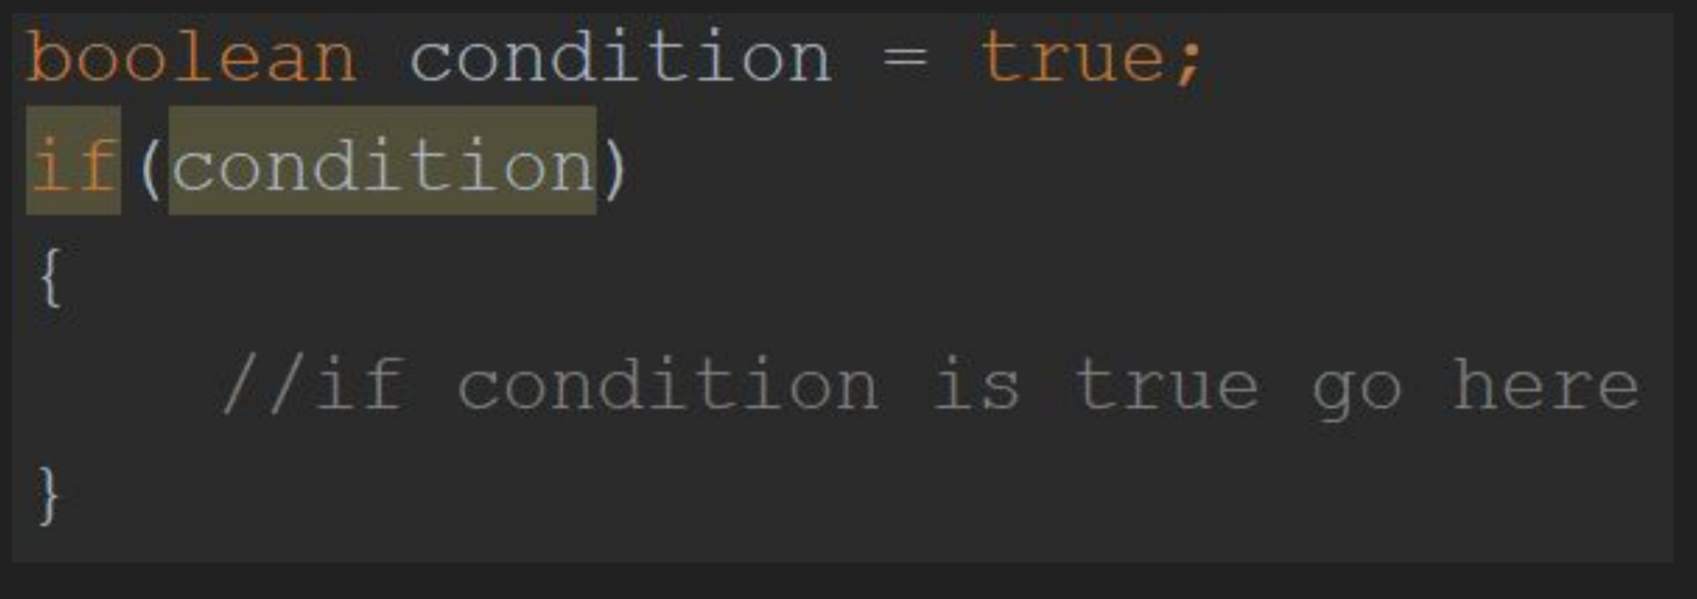 boolean condition = true;
if(condition)
{
    //if condition is true go here
}